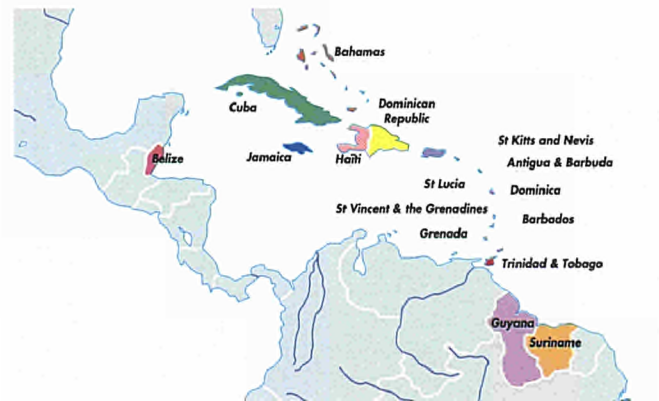 Bahamas
Cuba
Dominican
Republic
Belize
Jamaica
Haïti
St Kitts and Nevis
Antigua & Barbuda
St Lucia
Dominica
St Vincent & the Grenadines
Barbados
Grenada
Trinidad & Tobago
Guyana
Suriname